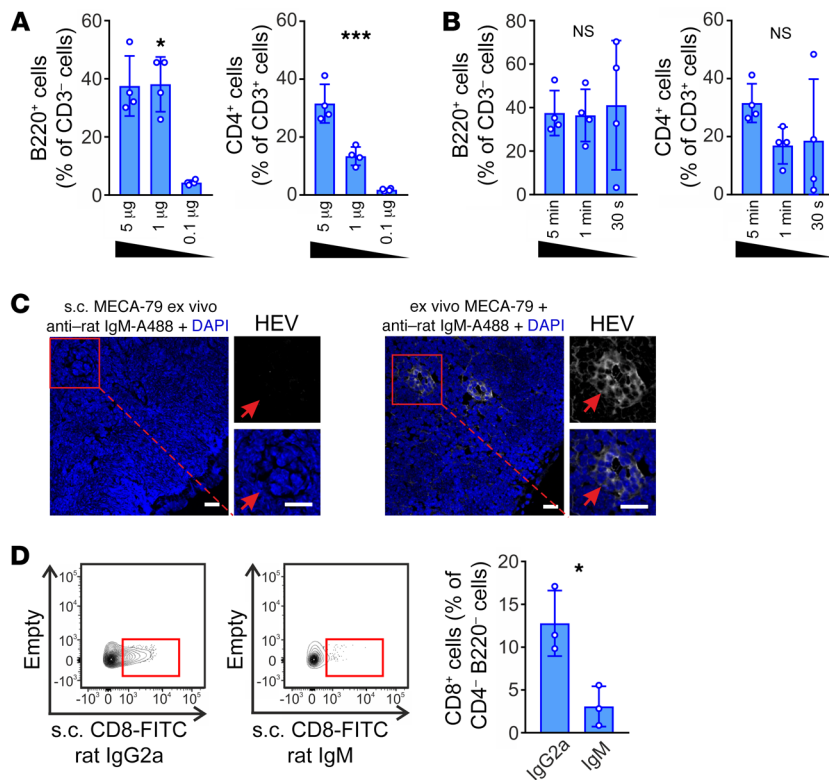 A
B220+ cells
(% of CD3− cells)
60
40
20
0
*
5 µg
1 µg
0.1 µg
CD4+ cells
(% of CD3+ cells)
60
40
20
0
***
5 µg
1 µg
0.1 µg
B
B220+ cells
(% of CD3− cells)
80
60
40
20
0
NS
5 min
1 min
30 s
CD4+ cells
(% of CD3+ cells)
60
40
20
0
NS
5 min
1 min
30 s
C
s.c. MECA-79 ex vivo
anti–rat IgM-A488 + DAPI
HEV
ex vivo MECA-79 +
anti–rat IgM-A488 + DAPI
HEV
D
Empty
10⁵
10⁴
10³
0
-10³
-10³ 0 10³ 10⁴ 10⁵
s.c. CD8-FITC
rat IgG2a
Empty
10⁵
10⁴
10³
0
-10³
-10³ 0 10³ 10⁴ 10⁵
s.c. CD8-FITC
rat IgM
CD8+ cells (% of
CD4− B220− cells)
20
15
10
5
0
*
IgG2a
IgM